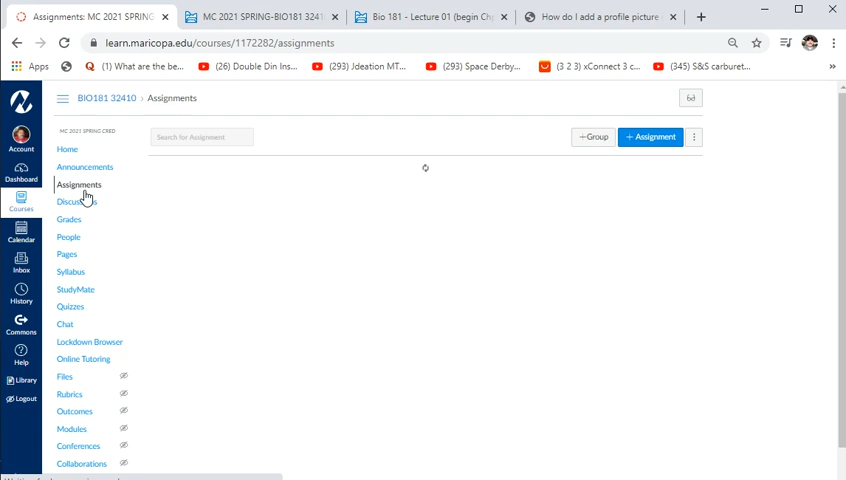 Assignments: MC 2021 SPRING-
MC 2021 SPRING-BIO181 3241
Bio 181 - Lecture 01 (begin Chp
How do I add a profile picture
learn.maricopa.edu/courses/1172282/assignments
Apps
(1) What are the be...
(26) Double Din Ins...
(293) Jdeation MT...
(293) Space Derby...
(3 2 3) xConnect 3 c...
(345) S&S carburet...
»
BIO181 32410 › Assignments
MC 2021 SPRING CRED
Search for Assignment
+Group
+ Assignment
Account
Dashboard
Courses
Calendar
Inbox
History
Commons
Help
Library
Logout
Home
Announcements
Assignments
Discussions
Grades
People
Pages
Syllabus
StudyMate
Quizzes
Chat
Lockdown Browser
Online Tutoring
Files
Rubrics
Outcomes
Modules
Conferences
Collaborations